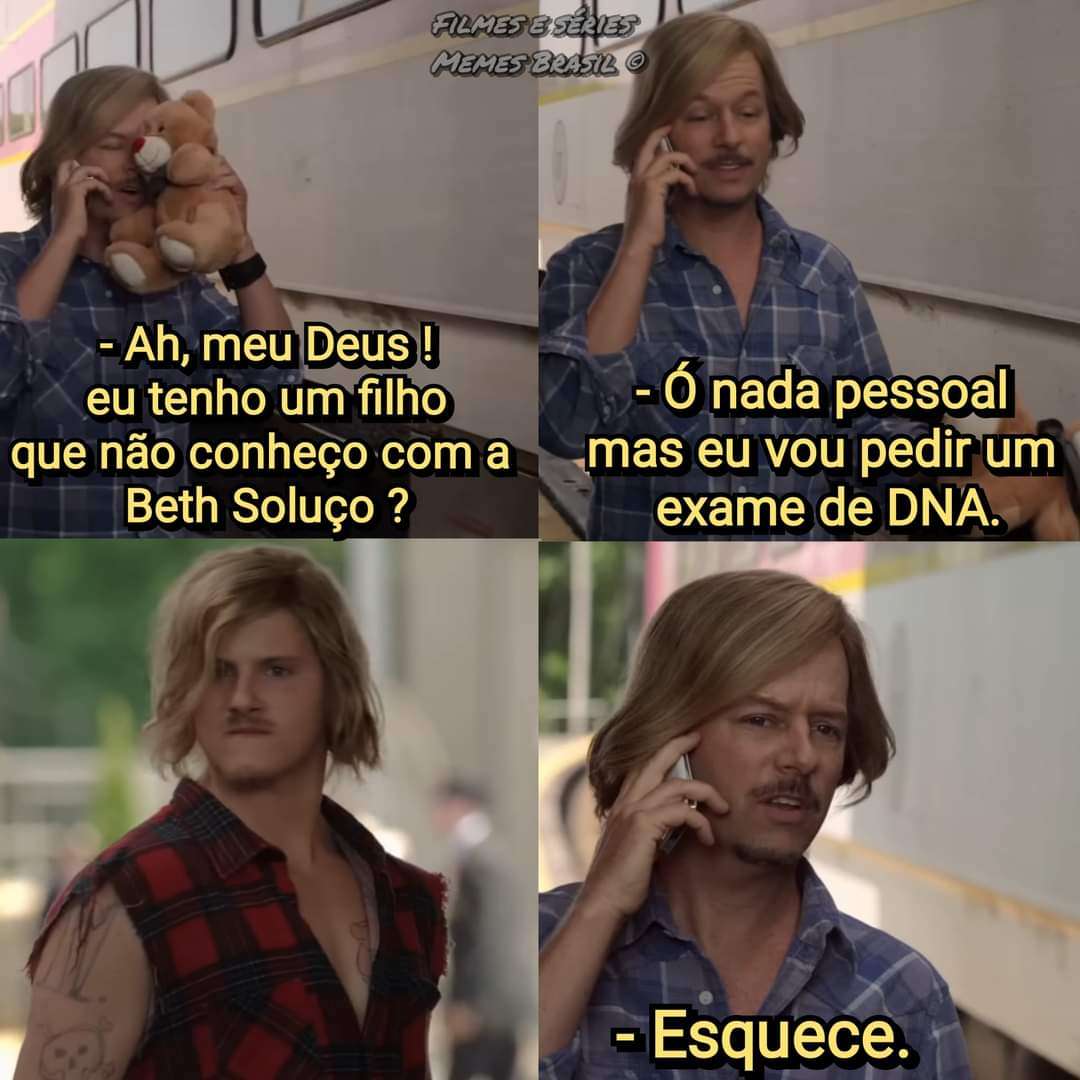 Filmes e séries
Memes Brasil ©
- Ah, meu Deus !
eu tenho um filho
que não conheço com a
Beth Soluço ?
- Ó nada pessoal
mas eu vou pedir um
exame de DNA.
- Esquece.